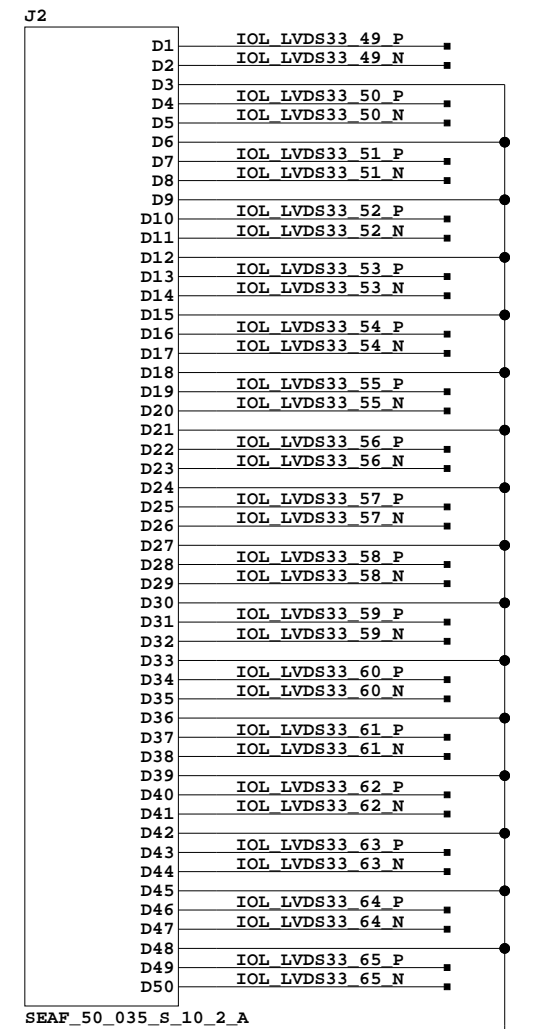 J2
D1 IOL_LVDS33_49_P
D2 IOL_LVDS33_49_N
D3
D4 IOL_LVDS33_50_P
D5 IOL_LVDS33_50_N
D6
D7 IOL_LVDS33_51_P
D8 IOL_LVDS33_51_N
D9
D10 IOL_LVDS33_52_P
D11 IOL_LVDS33_52_N
D12
D13 IOL_LVDS33_53_P
D14 IOL_LVDS33_53_N
D15
D16 IOL_LVDS33_54_P
D17 IOL_LVDS33_54_N
D18
D19 IOL_LVDS33_55_P
D20 IOL_LVDS33_55_N
D21
D22 IOL_LVDS33_56_P
D23 IOL_LVDS33_56_N
D24
D25 IOL_LVDS33_57_P
D26 IOL_LVDS33_57_N
D27
D28 IOL_LVDS33_58_P
D29 IOL_LVDS33_58_N
D30
D31 IOL_LVDS33_59_P
D32 IOL_LVDS33_59_N
D33
D34 IOL_LVDS33_60_P
D35 IOL_LVDS33_60_N
D36
D37 IOL_LVDS33_61_P
D38 IOL_LVDS33_61_N
D39
D40 IOL_LVDS33_62_P
D41 IOL_LVDS33_62_N
D42
D43 IOL_LVDS33_63_P
D44 IOL_LVDS33_63_N
D45
D46 IOL_LVDS33_64_P
D47 IOL_LVDS33_64_N
D48
D49 IOL_LVDS33_65_P
D50 IOL_LVDS33_65_N
SEAF_50_035_S_10_2_A